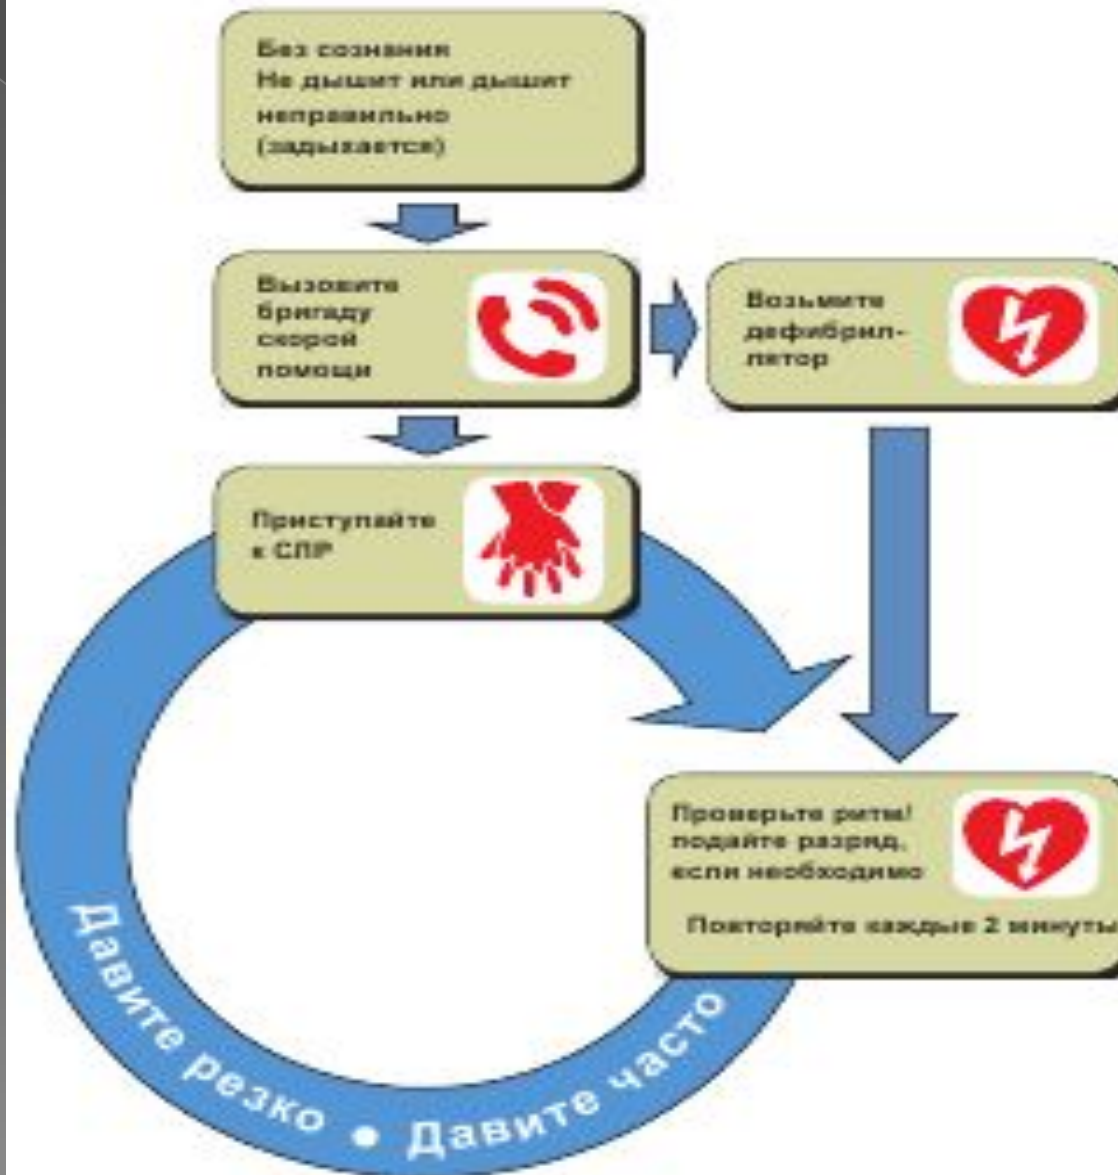 Без сознания
Не дышит или дышит
неправильно
(задыхается)
Вызовите
бригаду
скорой
помощи
Возьмите
дефибрил-
лятор
Приступайте
к СЛР
Проверьте ритм/
подайте разряд,
если необходимо
Повторяйте каждые 2 минуты
Давите резко • Давите часто